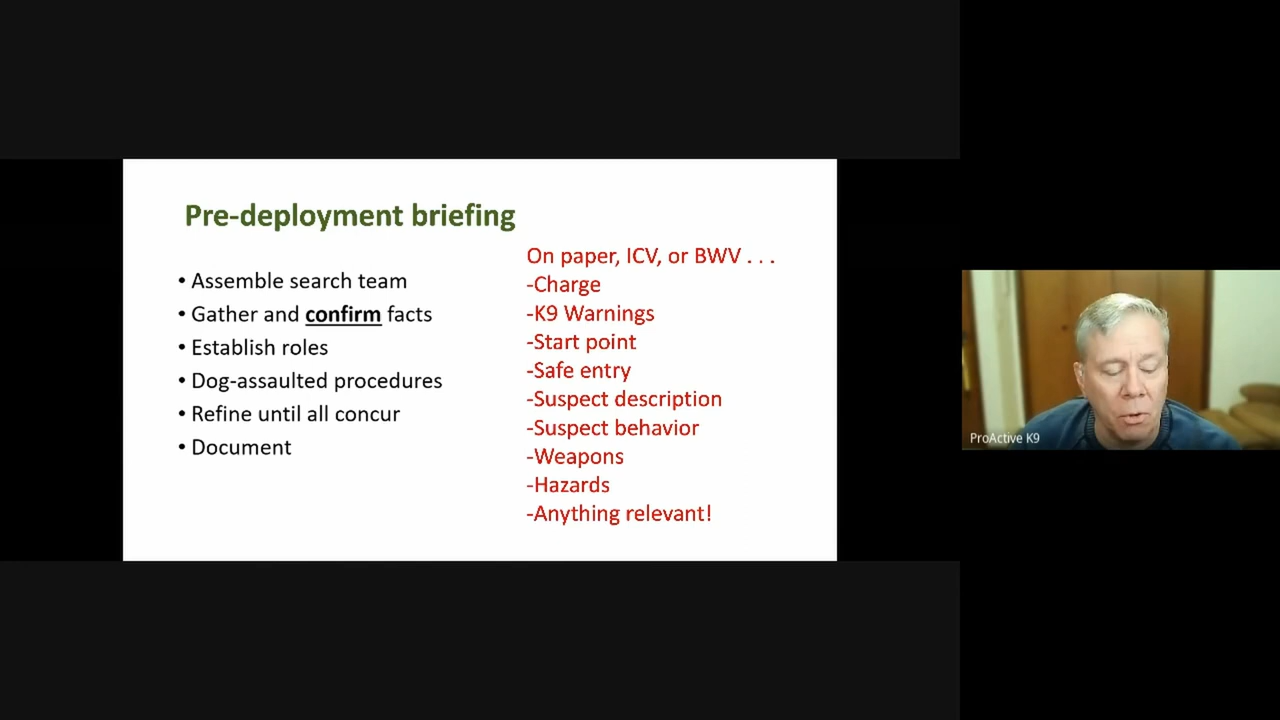 Pre-deployment briefing
• Assemble search team
• Gather and confirm facts
• Establish roles
• Dog-assaulted procedures
• Refine until all concur
• Document
On paper, ICV, or BWV . . .
-Charge
-K9 Warnings
-Start point
-Safe entry
-Suspect description
-Suspect behavior
-Weapons
-Hazards
-Anything relevant!
ProActive K9